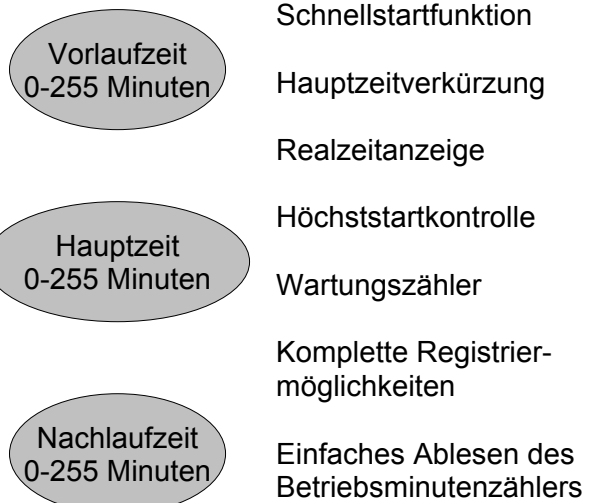 Vorlaufzeit
0-255 Minuten
Hauptzeit
0-255 Minuten
Nachlaufzeit
0-255 Minuten
Schnellstartfunktion
Hauptzeitverkürzung
Realzeitanzeige
Höchststartkontrolle
Wartungszähler
Komplette Registrier-
möglichkeiten
Einfaches Ablesen des
Betriebsminutenzählers